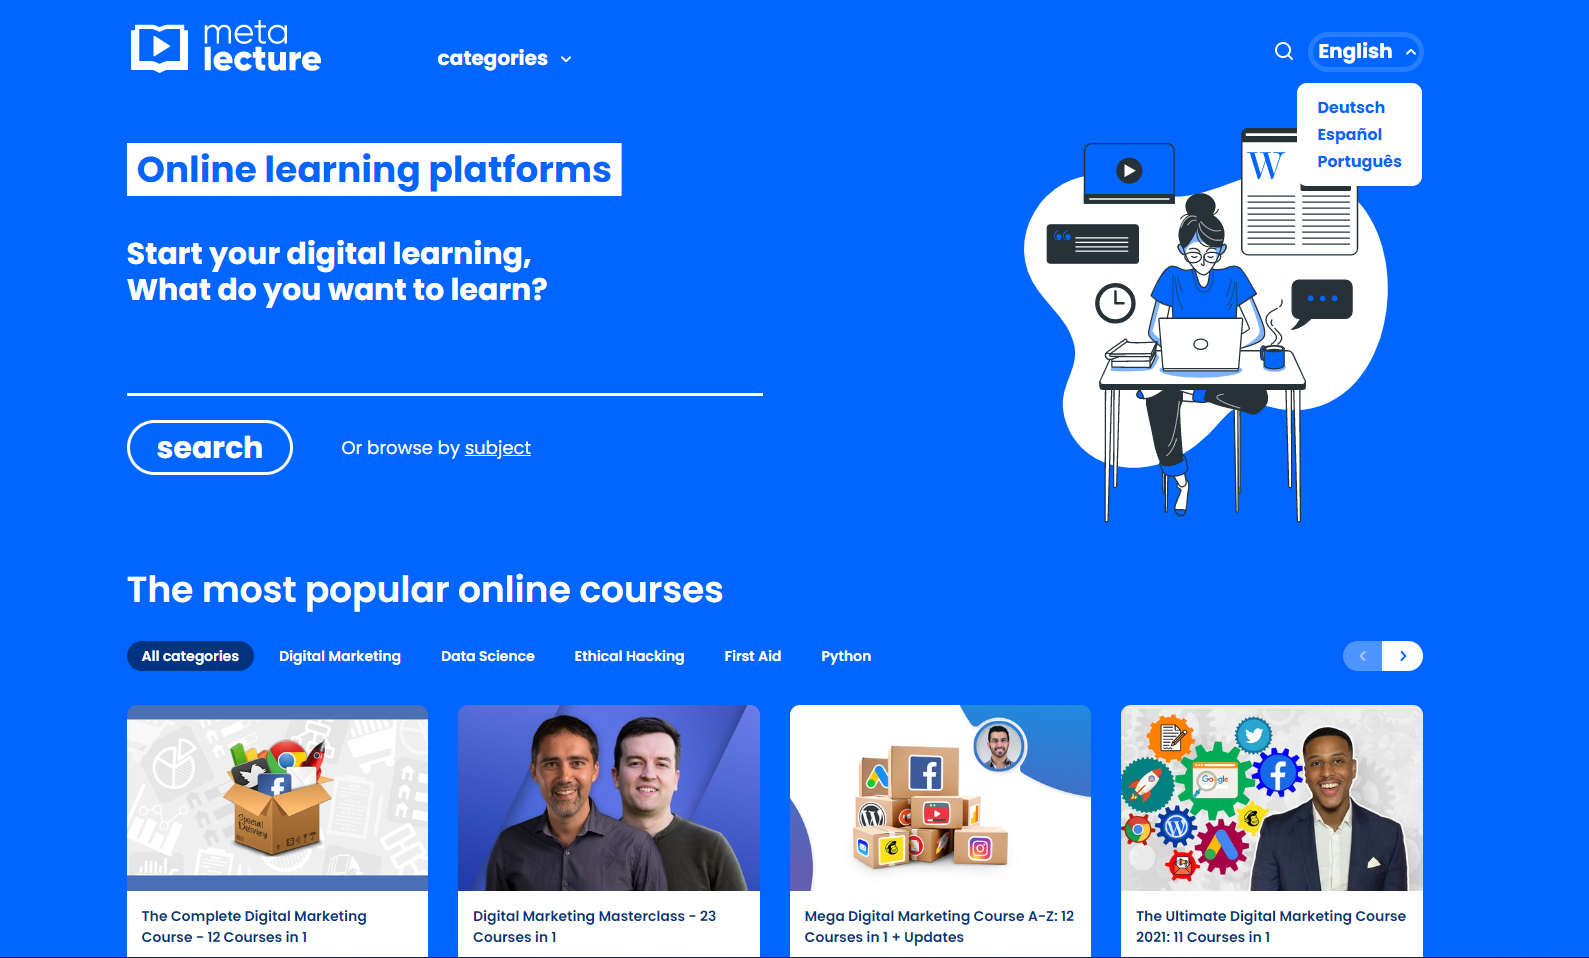 meta
lecture
categories
English
Deutsch
Español
Português
Online learning platforms
W
Start your digital learning,
What do you want to learn?
search
Or browse by subject
The most popular online courses
All categories
Digital Marketing
Data Science
Ethical Hacking
First Aid
Python
Special
Delivery
Google
The Complete Digital Marketing
Course - 12 Courses in 1
Digital Marketing Masterclass - 23
Courses in 1
Mega Digital Marketing Course A-Z: 12
Courses in 1 + Updates
The Ultimate Digital Marketing Course
2021: 11 Courses in 1